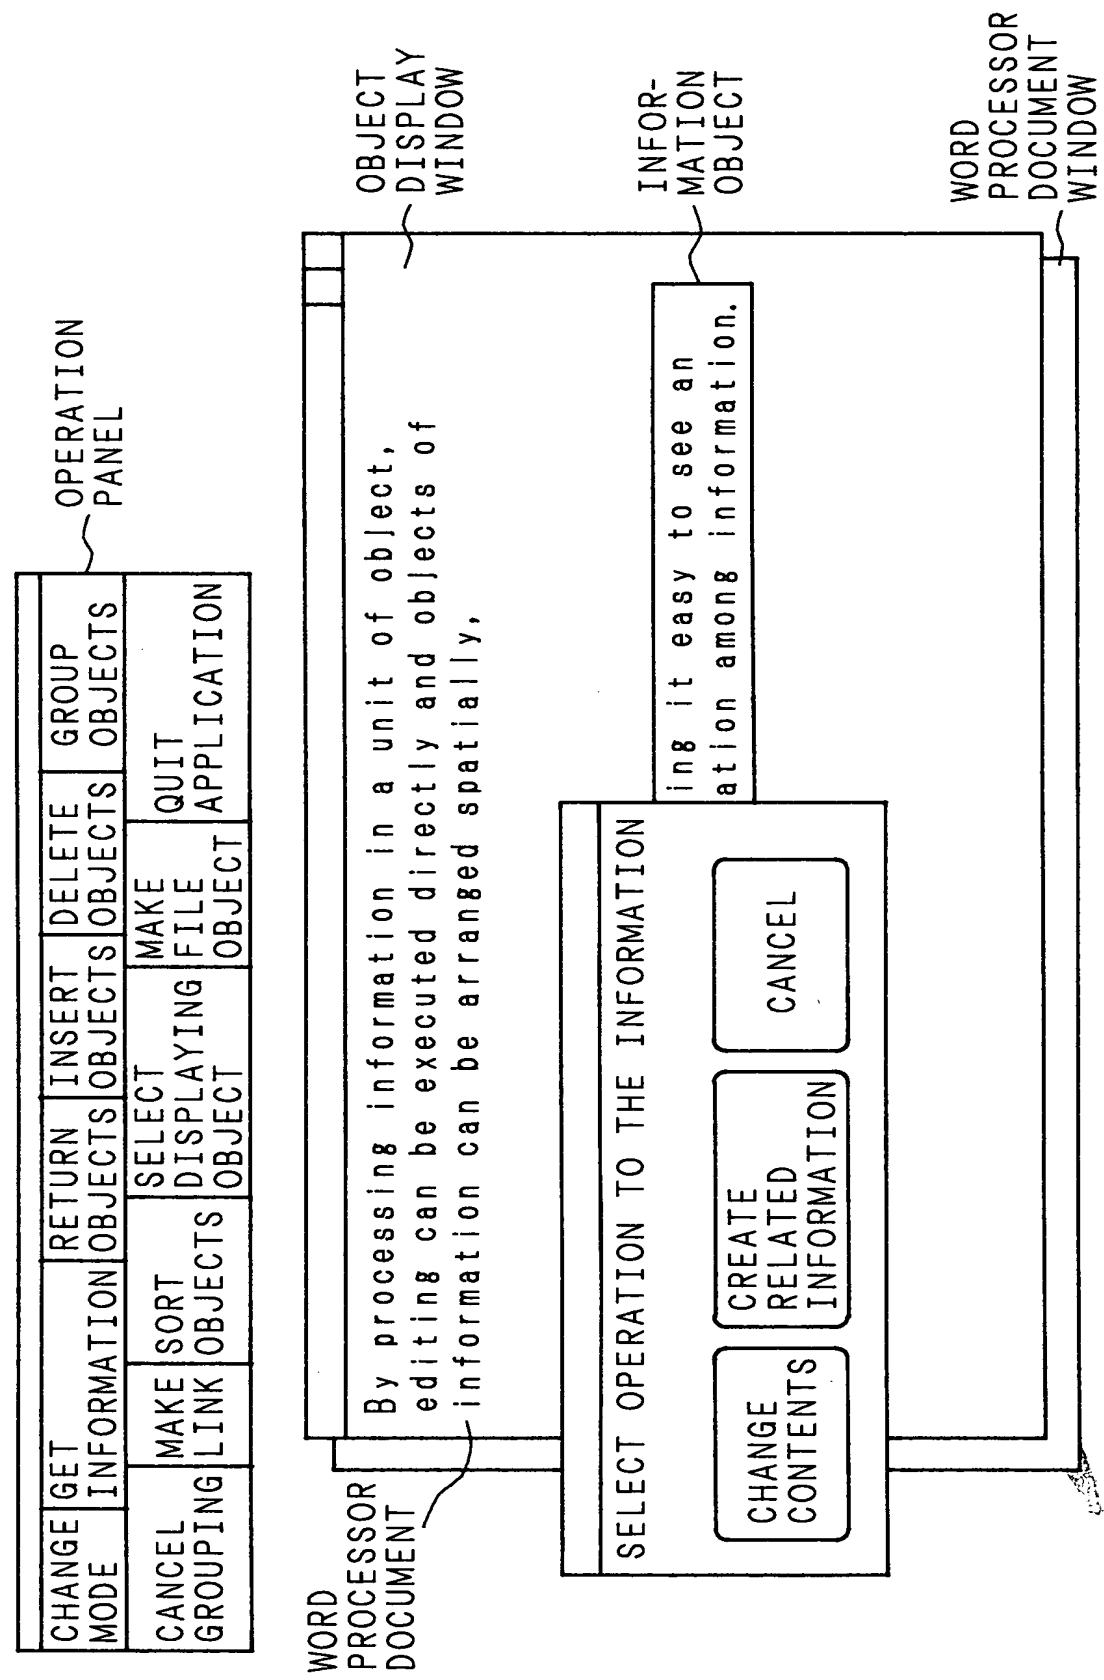 OPERATION
PANEL
CHANGE
MODE
GET
INFORMATION
RETURN
OBJECTS
INSERT
OBJECTS
DELETE
OBJECTS
GROUP
OBJECTS
CANCEL
GROUPING
MAKE
LINK
SORT
OBJECTS
SELECT
DISPLAYING
OBJECT
MAKE
FILE
OBJECT
QUIT
APPLICATION
WORD
PROCESSOR
DOCUMENT
By processing information in a unit of object,
editing can be executed directly and objects of
information can be arranged spatially,
OBJECT
DISPLAY
WINDOW
ing it easy to see an
ation among information.
INFOR-
MATION
OBJECT
SELECT OPERATION TO THE INFORMATION
CHANGE
CONTENTS
CREATE
RELATED
INFORMATION
CANCEL
WORD
PROCESSOR
DOCUMENT
WINDOW